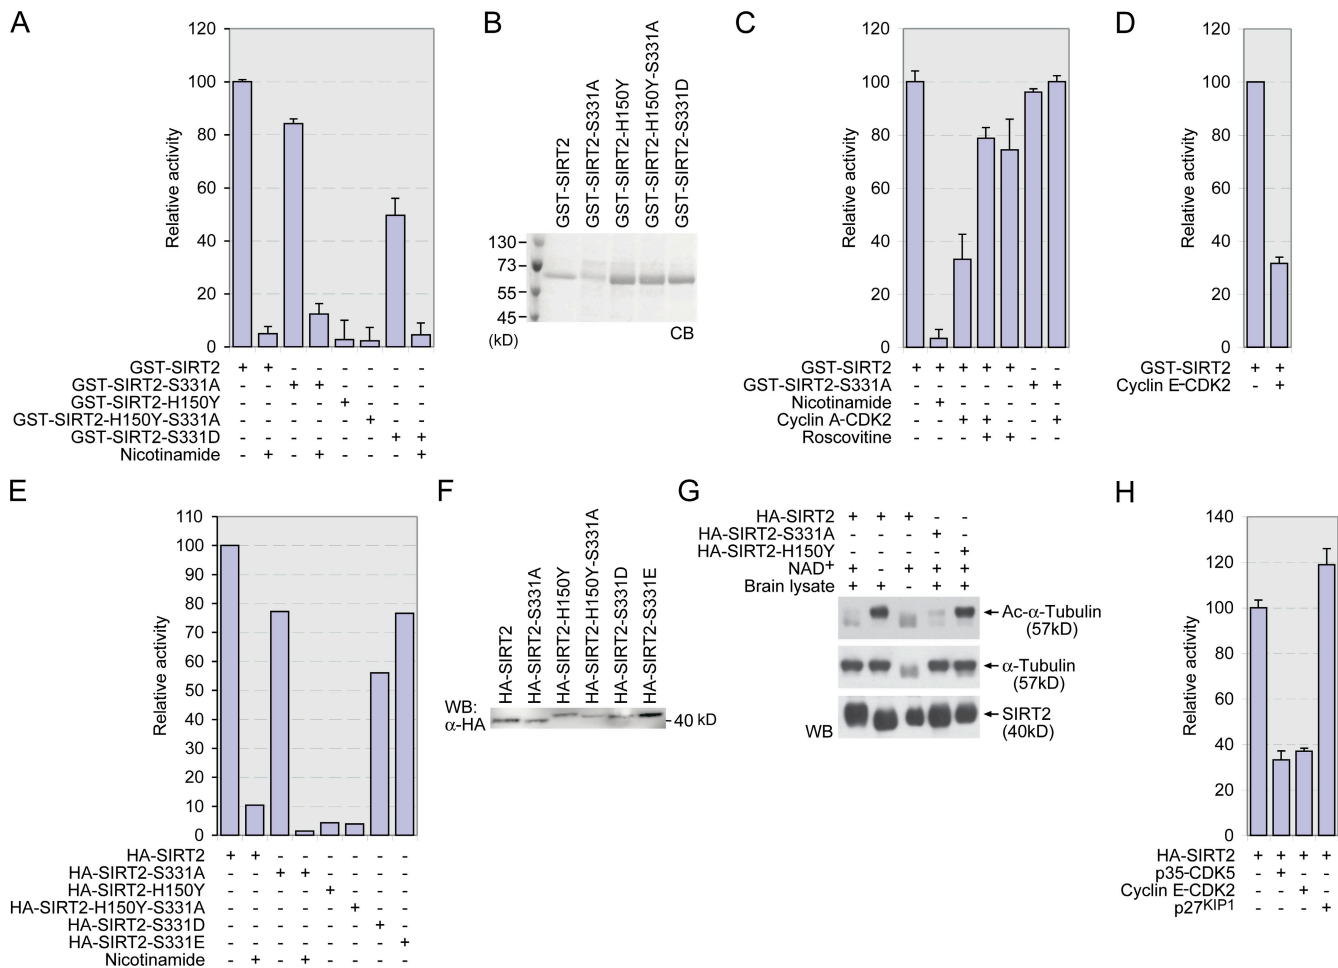 A
120
100
80
60
40
20
0
Relative activity
GST-SIRT2 + + - - - - - -
GST-SIRT2-S331A - - + + - - - -
GST-SIRT2-H150Y - - - - + - - -
GST-SIRT2-H150Y-S331A - - - - - + - -
GST-SIRT2-S331D - - - - - - + +
Nicotinamide - + - + - - - +
B
GST-SIRT2
GST-SIRT2-S331A
GST-SIRT2-H150Y
GST-SIRT2-H150Y-S331A
GST-SIRT2-S331D
130
73
55
45
(kD)
CB
C
120
100
80
60
40
20
0
Relative activity
GST-SIRT2 + + + + + - -
GST-SIRT2-S331A - - - - - + +
Nicotinamide - + - - - - -
Cyclin A-CDK2 - - + + - - +
Roscovitine - - - + + - -
D
120
100
80
60
40
20
0
Relative activity
GST-SIRT2 + +
Cyclin E-CDK2 - +
E
110
100
90
80
70
60
50
40
30
20
10
0
Relative activity
HA-SIRT2 + + - - - - - -
HA-SIRT2-S331A - - + + - - - -
HA-SIRT2-H150Y - - - - + - - -
HA-SIRT2-H150Y-S331A - - - - - + - -
HA-SIRT2-S331D - - - - - - + -
HA-SIRT2-S331E - - - - - - - +
Nicotinamide - + - + - - - -
F
HA-SIRT2
HA-SIRT2-S331A
HA-SIRT2-H150Y
HA-SIRT2-H150Y-S331A
HA-SIRT2-S331D
HA-SIRT2-S331E
WB:
α-HA
40 kD
G
HA-SIRT2 + + + - -
HA-SIRT2-S331A - - - + -
HA-SIRT2-H150Y - - - - +
NAD+ + - + + +
Brain lysate + + - + +
Ac-α-Tubulin
(57kD)
α-Tubulin
(57kD)
SIRT2
(40kD)
WB
H
140
120
100
80
60
40
20
0
Relative activity
HA-SIRT2 + + + +
p35-CDK5 - + - -
Cyclin E-CDK2 - - + -
p27KIP1 - - - +